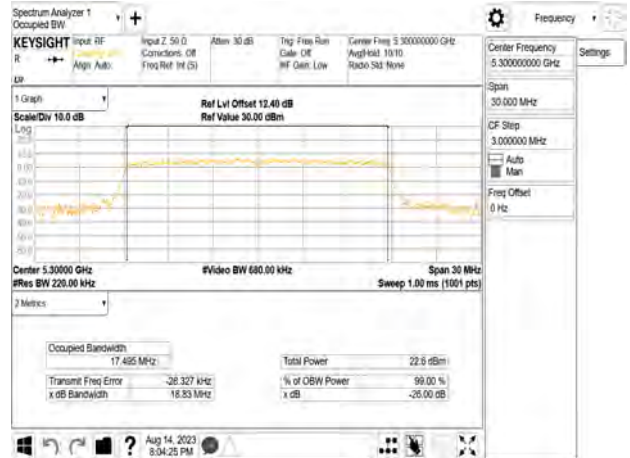 Spectrum Analyzer 1
Occupied BW
Frequency
KEYSIGHT
Input: RF
Input Z: 50 Ω
Atten: 30 dB
Trig: Free Run
Center Freq: 5.300000000 GHz
R
Corrections: Off
Gate: Off
Avg|Hold: 10/10
Align: Auto
Freq Ref: Int (S)
#IF Gain: Low
Radio Std: None
Center Frequency
5.300000000 GHz
Settings
Span
30.000 MHz
CF Step
3.000000 MHz
Auto
Man
Freq Offset
0 Hz
1 Graph
Ref Lvl Offset 12.40 dB
Scale/Div 10.0 dB
Ref Value 30.00 dBm
Log
Center 5.30000 GHz
#Video BW 680.00 kHz
Span 30 MHz
#Res BW 220.00 kHz
Sweep 1.00 ms (1001 pts)
2 Metrics
Occupied Bandwidth
17.495 MHz
Total Power
22.6 dBm
Transmit Freq Error
-28.327 kHz
% of OBW Power
99.00 %
x dB Bandwidth
18.83 MHz
x dB
-26.00 dB
?
Aug 14, 2023
8:04:25 PM